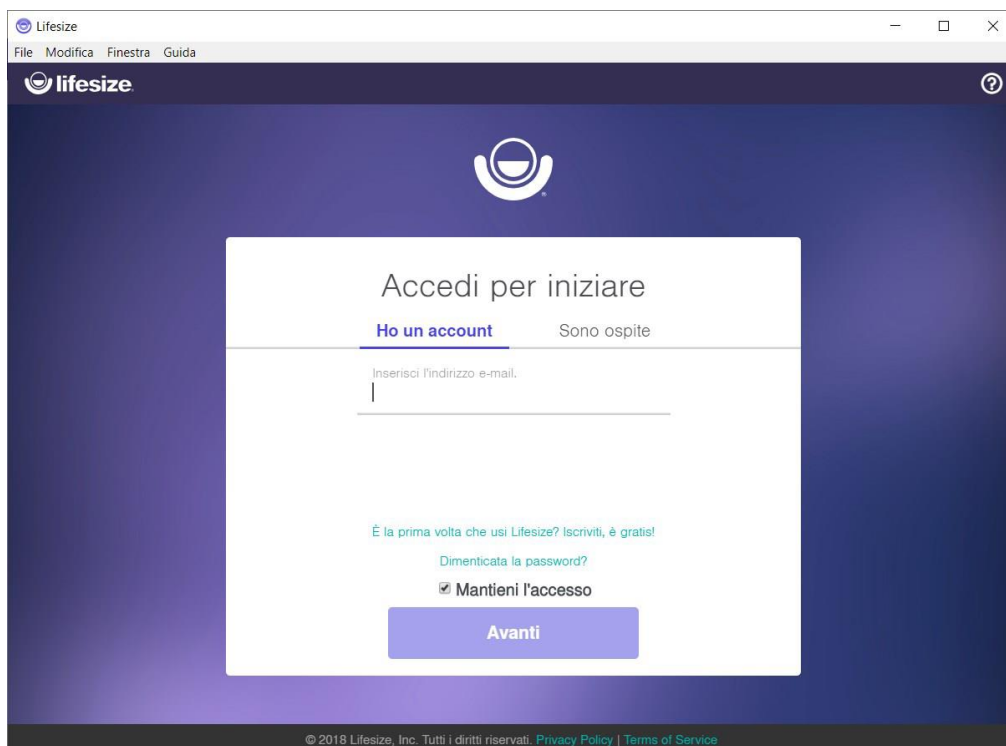 Lifesize
File Modifica Finestra Guida
lifesize
Accedi per iniziare
Ho un account Sono ospite
Inserisci l'indirizzo e-mail.
È la prima volta che usi Lifesize? Iscriviti, è gratis!
Dimenticata la password?
Mantieni l'accesso
Avanti
© 2018 Lifesize, Inc. Tutti i diritti riservati. Privacy Policy | Terms of Service